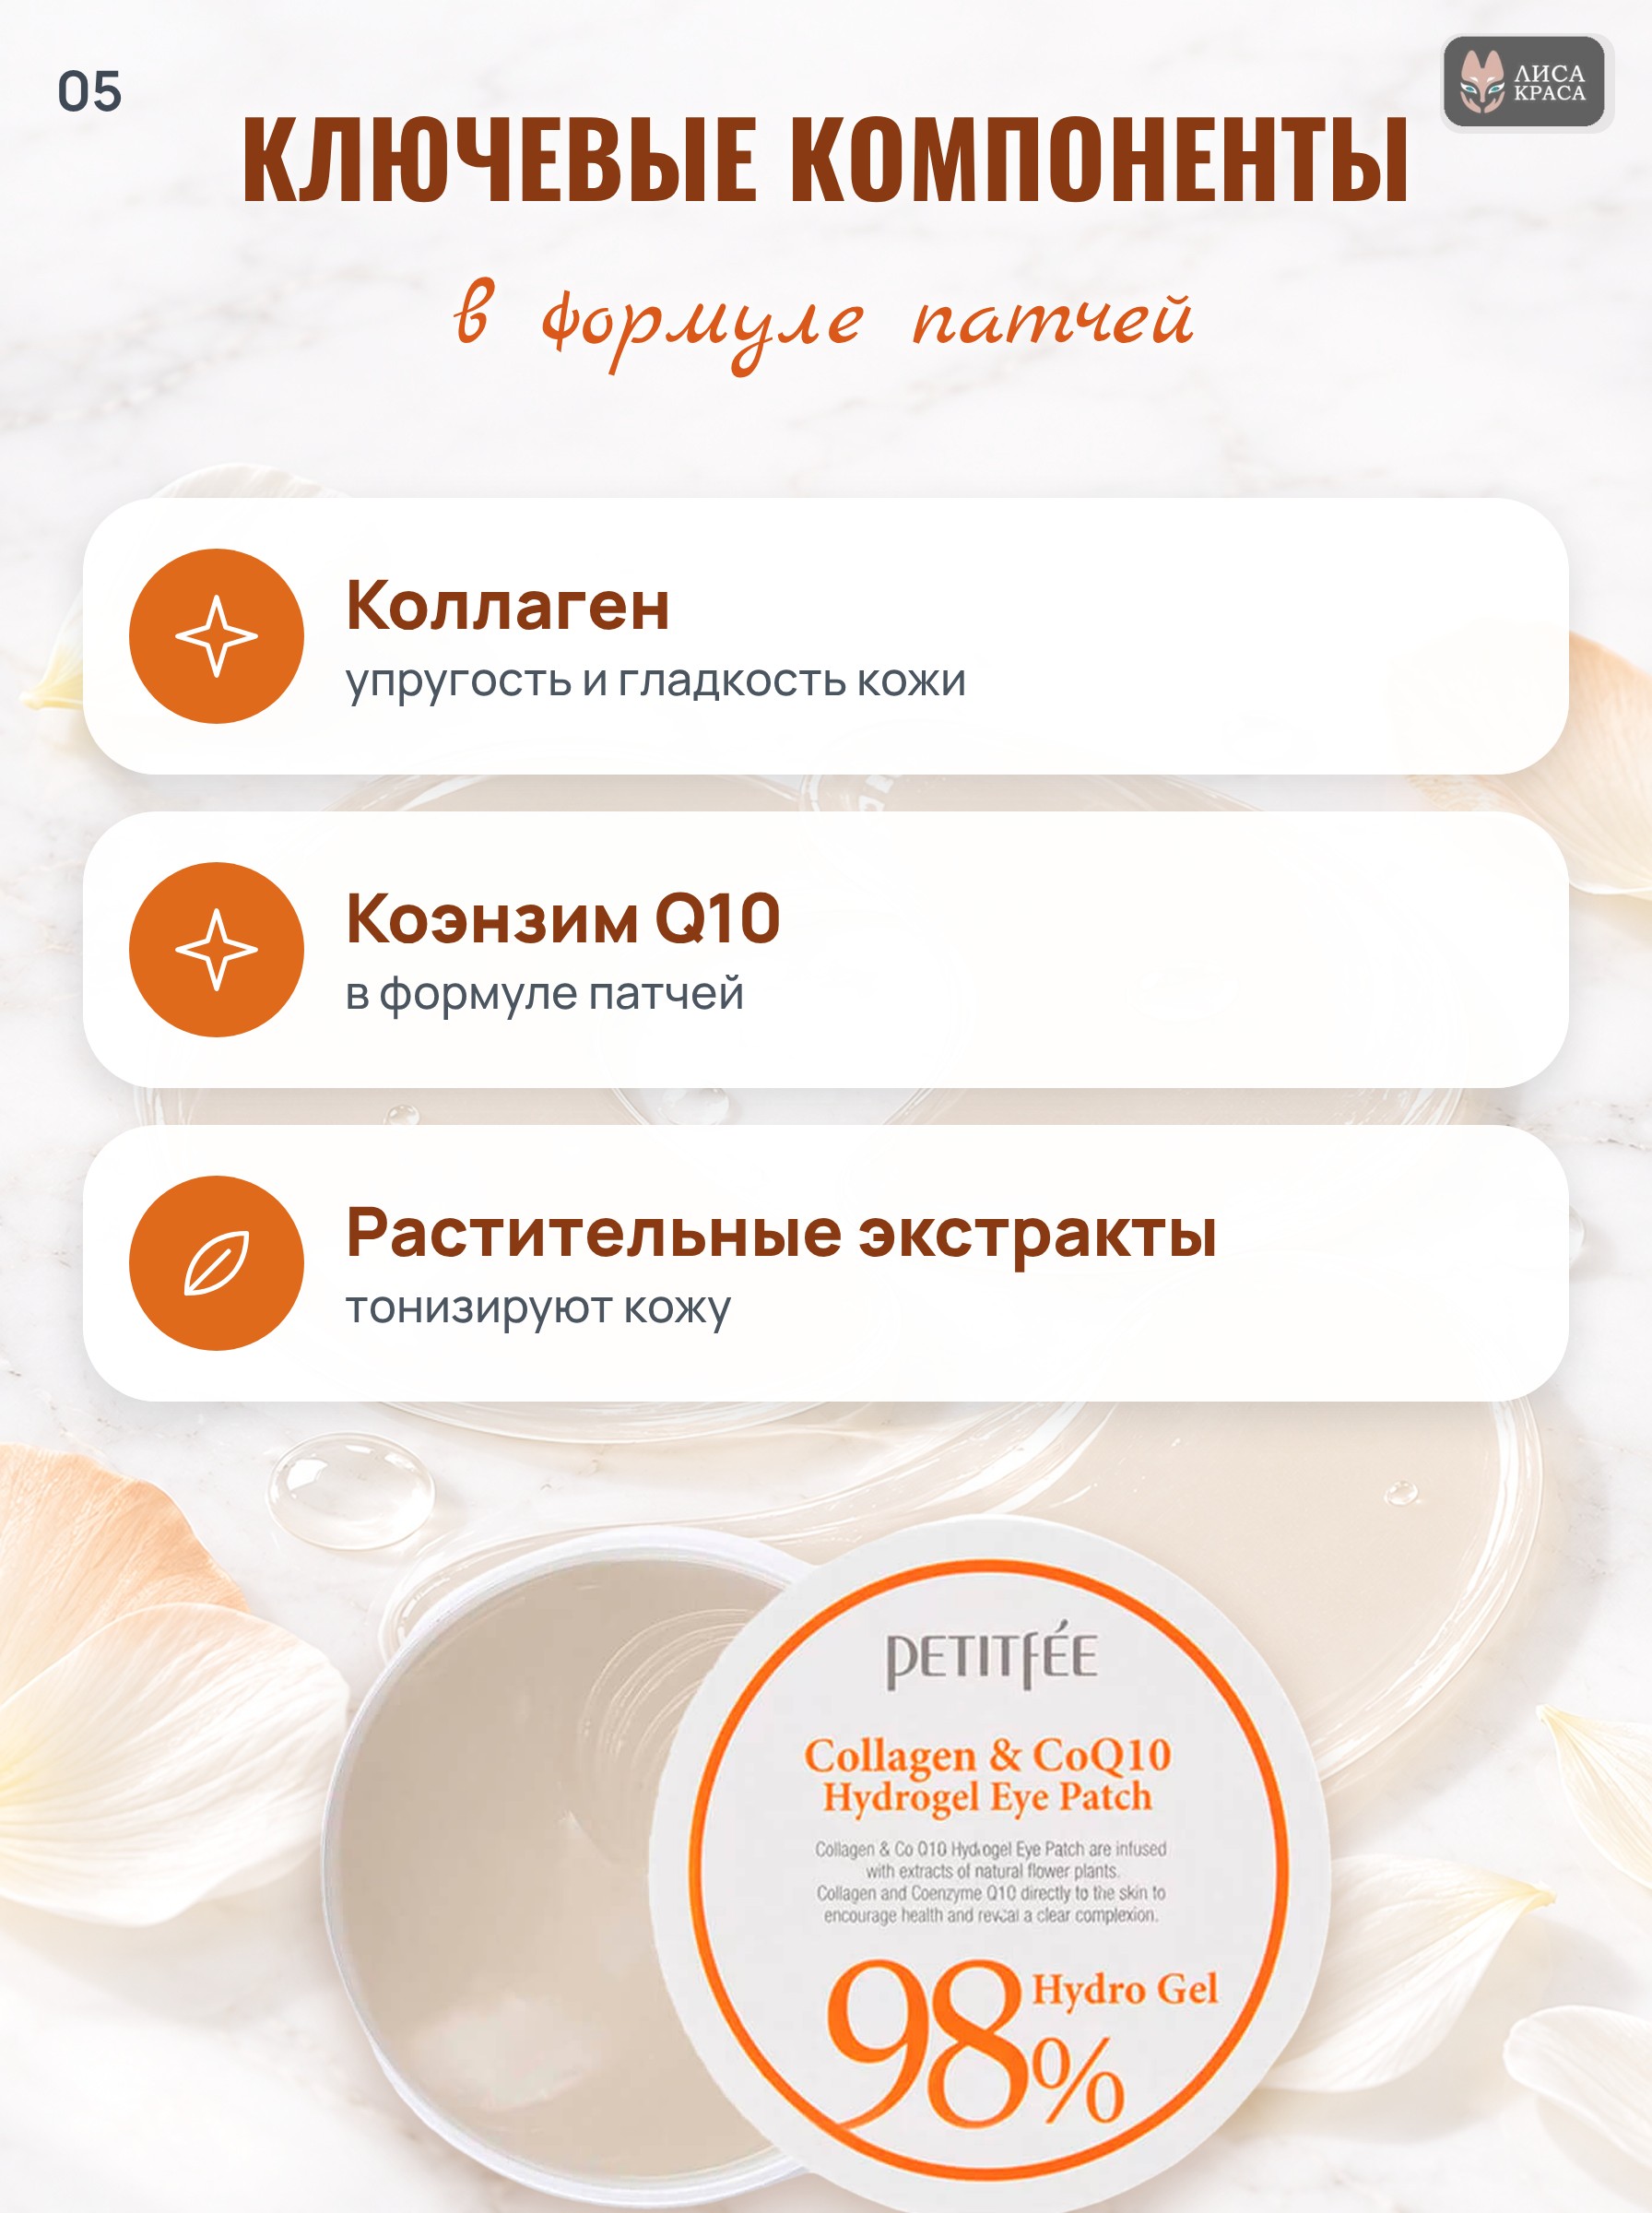 05
ЛИСА
КРАСА
КЛЮЧЕВЫЕ КОМПОНЕНТЫ
в формуле патчей
Коллаген
упругость и гладкость кожи
Коэнзим Q10
в формуле патчей
Растительные экстракты
тонизируют кожу
PETITFÉE
Collagen & CoQ10
Hydrogel Eye Patch
Collagen & Co Q10 Hydrogel Eye Patch are infused
with extracts of natural flower plants.
Collagen and Coenzyme Q10 directly to the skin to
encourage health and reveal a clear complexion.
98% Hydro Gel